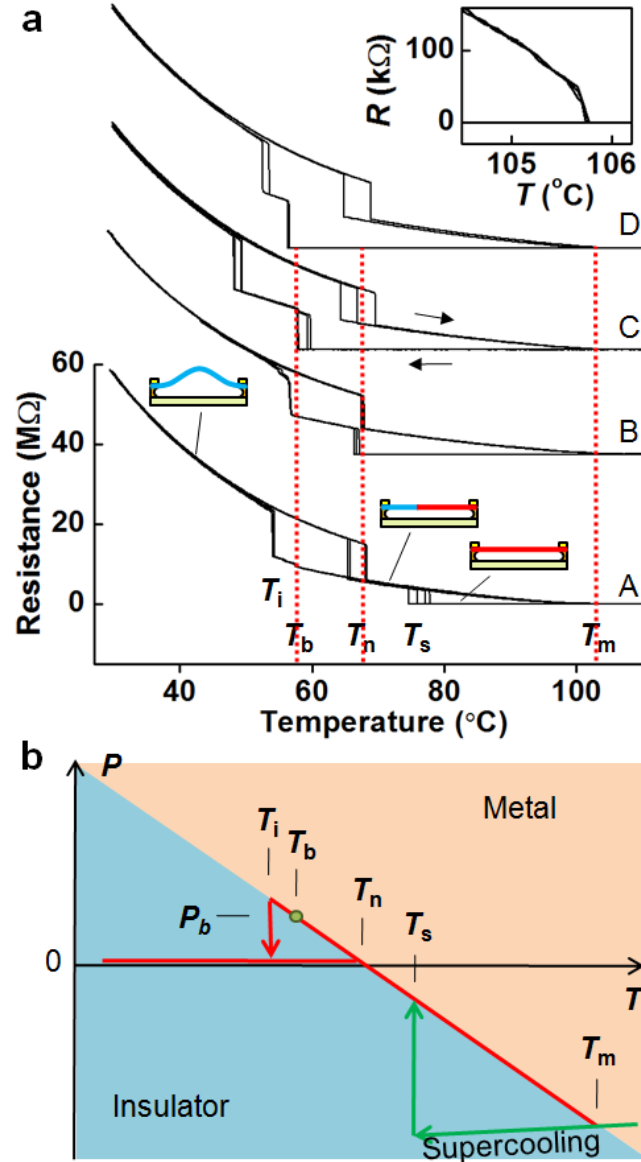 a
R (kΩ)
100
0
105 106
T (°C)
D
C
B
A
Resistance (MΩ)
60
40
20
0
Ti
Tb Tn Ts Tm
40 60 80 100
Temperature (°C)
b
P
Metal
Ti
Tb
Tn
Pb
Ts
0
T
Tm
Insulator
Supercooling